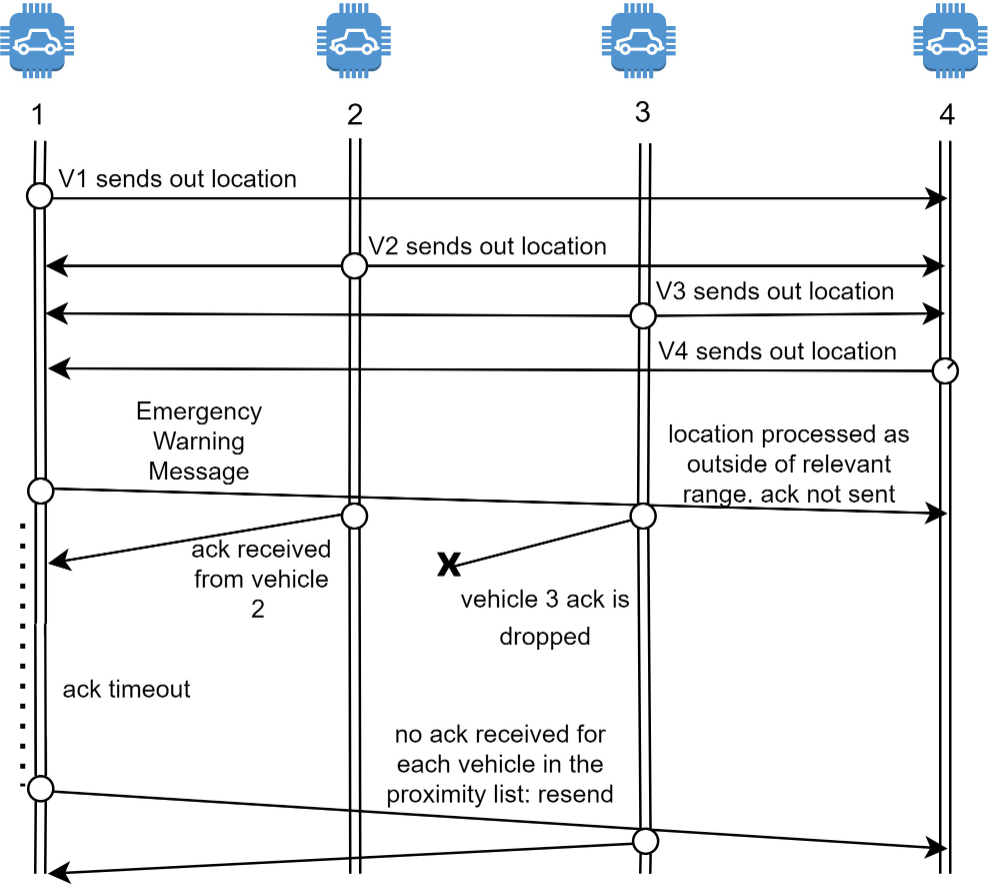 1
2
3
4
V1 sends out location
V2 sends out location
V3 sends out location
V4 sends out location
Emergency
Warning
Message
location processed as
outside of relevant
range. ack not sent
ack received
from vehicle
2
X
vehicle 3 ack is
dropped
ack timeout
no ack received for
each vehicle in the
proximity list: resend